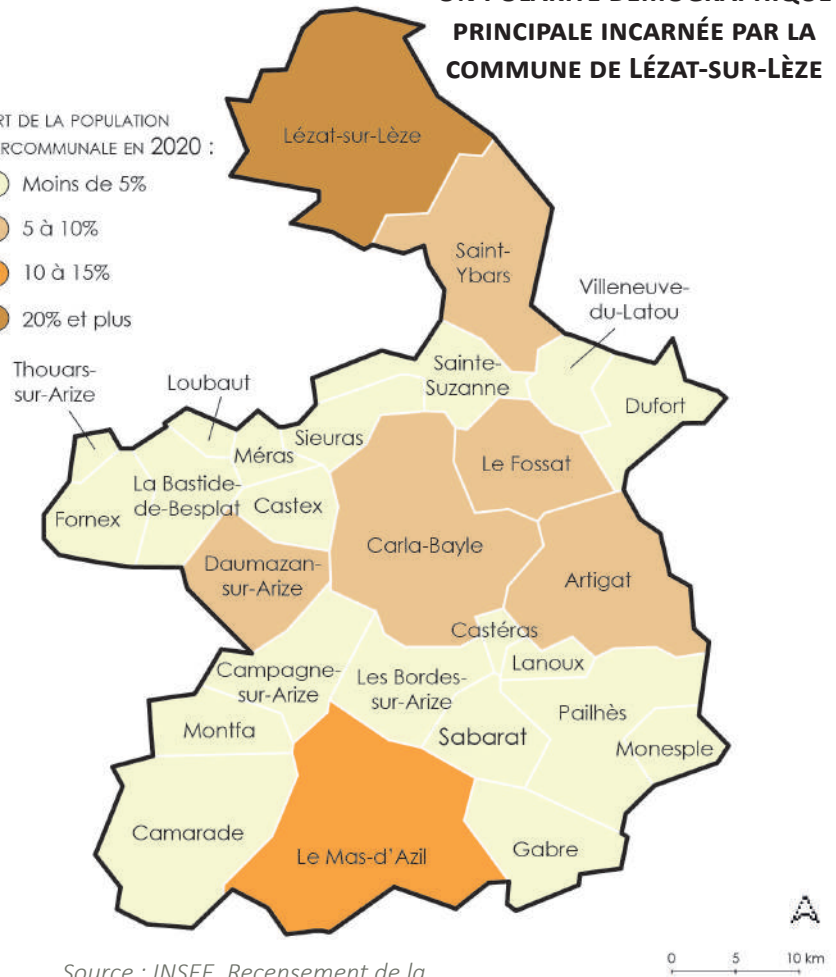 PRINCIPALE INCARNÉE PAR LA
COMMUNE DE LÉZAT-SUR-LÈZE
DE LA POPULATION
EN 2020 :
Moins de 5%
5 à 10%
10 à 15%
20% et plus
Lézat-sur-Lèze
Saint-
Ybars
Villeneuve-
du-Latou
Thouars-
sur-Arize
Loubaut
Sainte-
Suzanne
Dufort
Sieuras
Méras
Le Fossat
La Bastide-
de-Besplat
Castex
Fornex
Carla-Bayle
Daumazan-
sur-Arize
Artigat
Castéras
Lanoux
Campagne-
sur-Arize
Les Bordes-
sur-Arize
Pailhès
Montfa
Sabarat
Monesple
Camarade
Le Mas-d'Azil
Gabre
0 5 10 km
Source : INSEE, Recensement de la